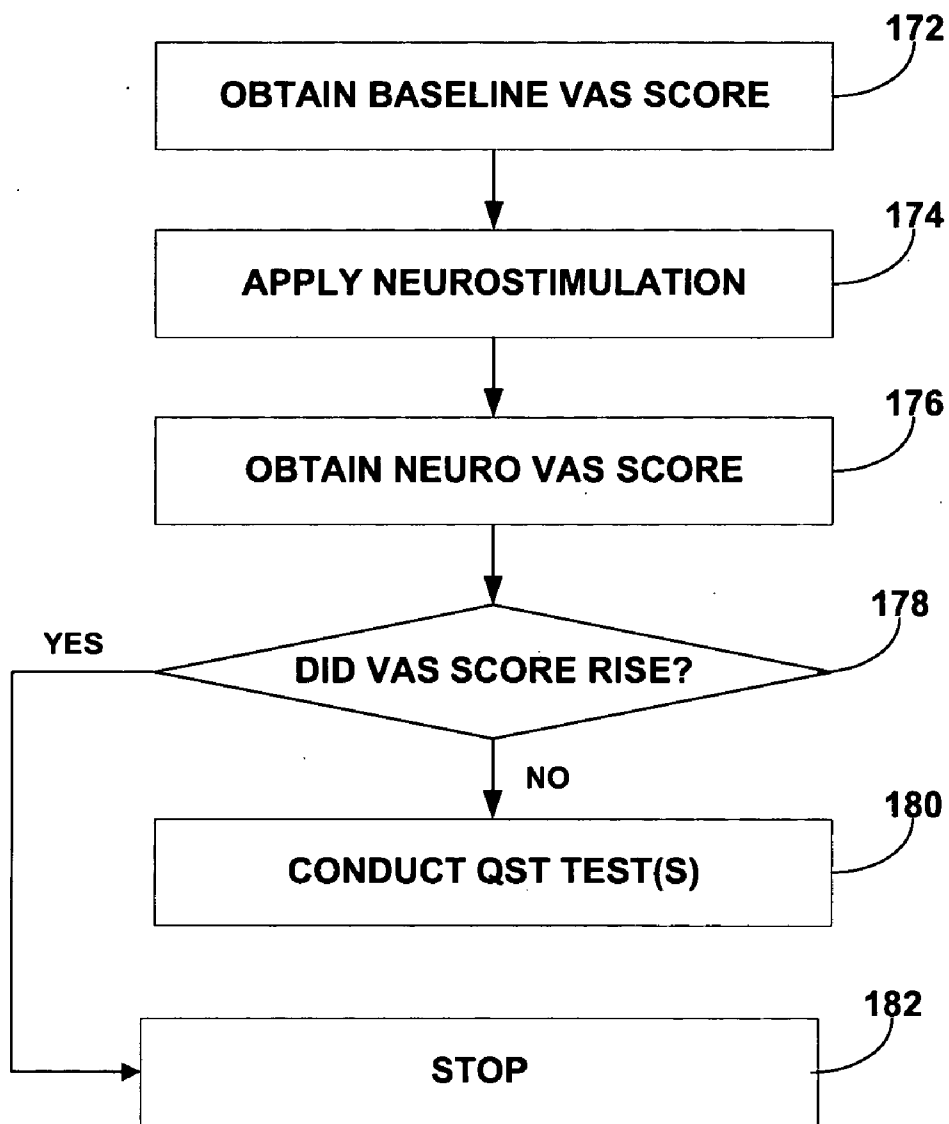 172
OBTAIN BASELINE VAS SCORE
174
APPLY NEUROSTIMULATION
176
OBTAIN NEURO VAS SCORE
178
YES
DID VAS SCORE RISE?
NO
180
CONDUCT QST TEST(S)
182
STOP